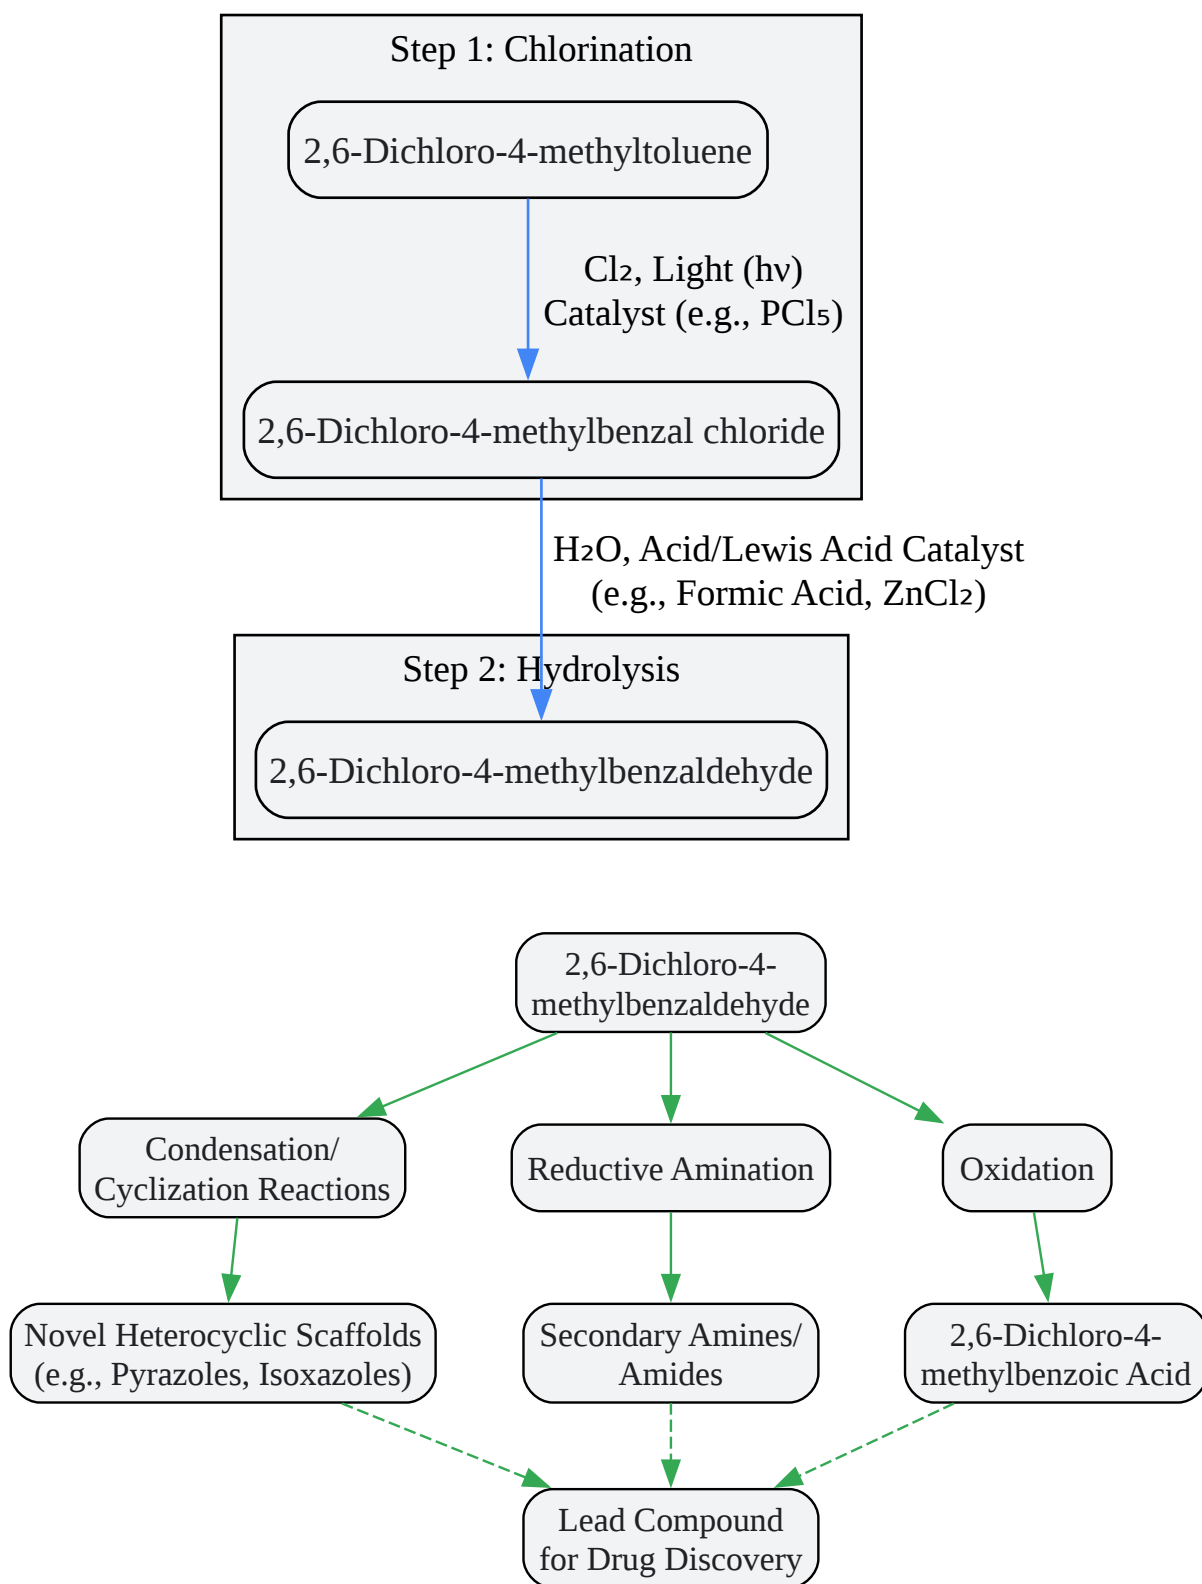 Step 1: Chlorination
2,6-Dichloro-4-methyltoluene
Cl₂, Light (hν)
Catalyst (e.g., PCl₅)
2,6-Dichloro-4-methylbenzal chloride
H₂O, Acid/Lewis Acid Catalyst
(e.g., Formic Acid, ZnCl₂)
Step 2: Hydrolysis
2,6-Dichloro-4-methylbenzaldehyde
2,6-Dichloro-4-
methylbenzaldehyde
Condensation/
Cyclization Reactions
Reductive Amination
Oxidation
Novel Heterocyclic Scaffolds
(e.g., Pyrazoles, Isoxazoles)
Secondary Amines/
Amides
2,6-Dichloro-4-
methylbenzoic Acid
Lead Compound
for Drug Discovery